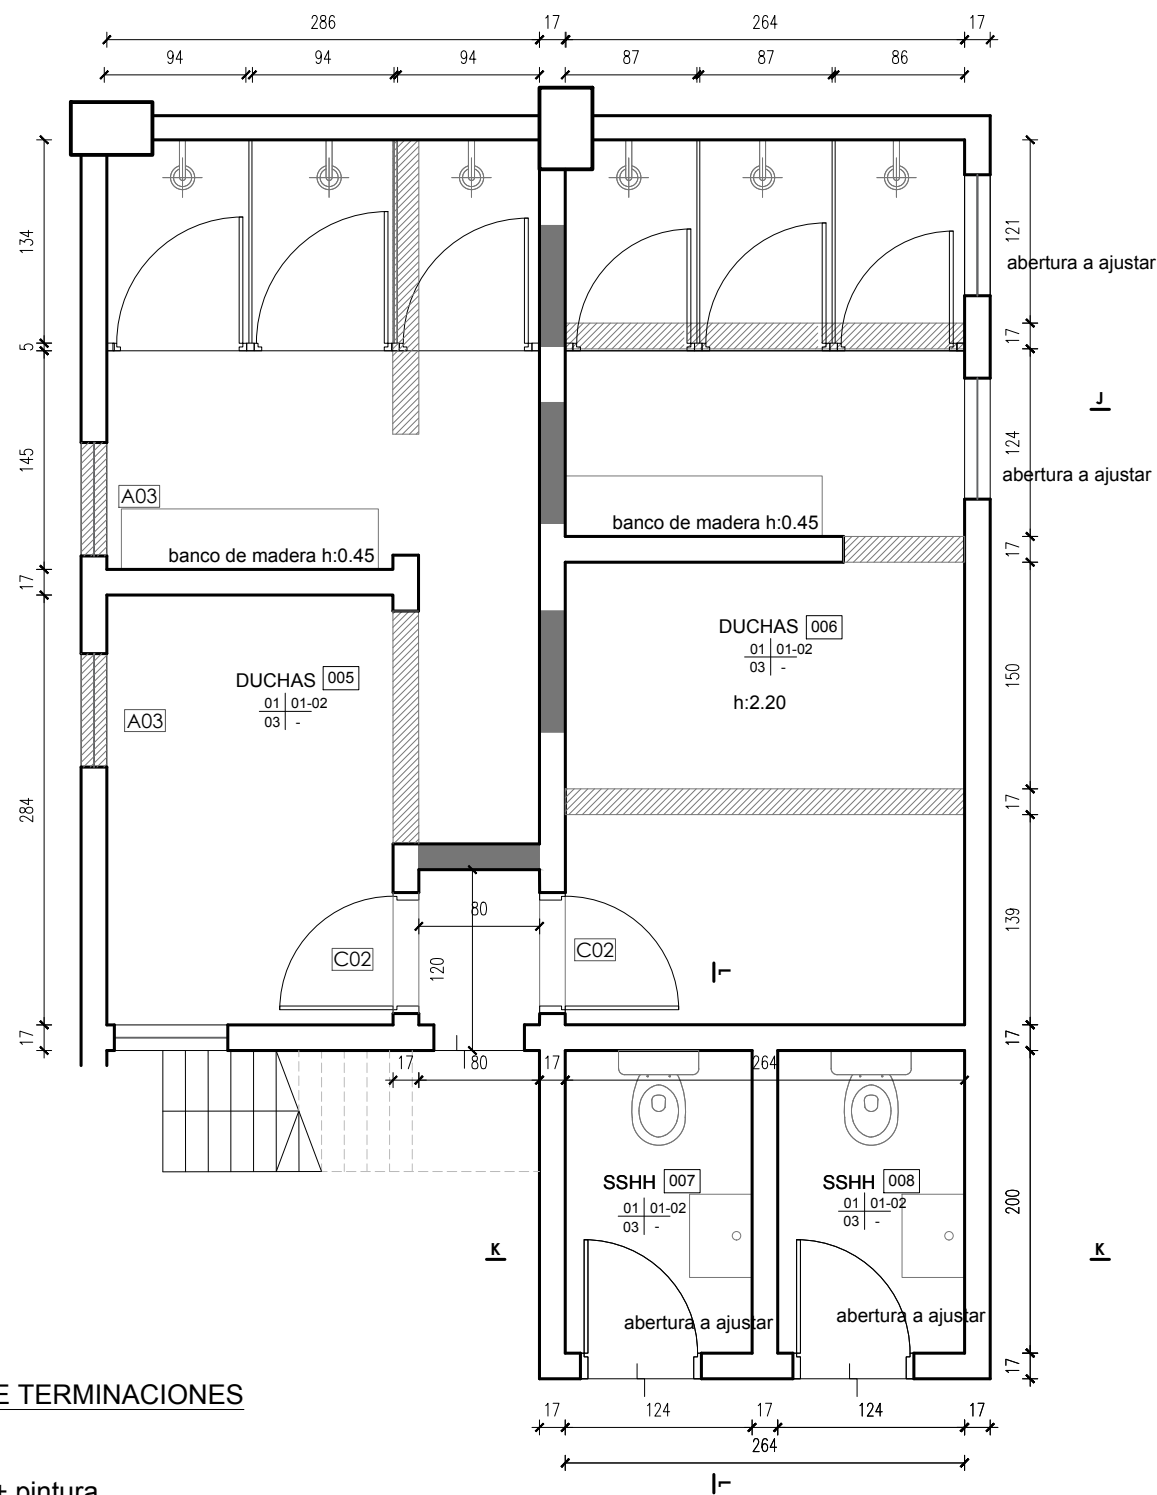 286
17
264
17
94
94
94
87
87
86
134
121
abertura a ajustar
5
17
J
145
124
abertura a ajustar
A03
banco de madera h:0.45
banco de madera h:0.45
17
17
DUCHAS 005
01 01-02
03 -
DUCHAS 006
01 01-02
03 -
h:2.20
150
A03
284
17
80
139
C02
120
C02
L
17
17
17
80
17
264
SSHH 007
01 01-02
03 -
SSHH 008
01 01-02
03 -
200
K
K
abertura a ajustar
abertura a ajustar
17
E TERMINACIONES
17
124
17
124
17
264
L
+ pintura